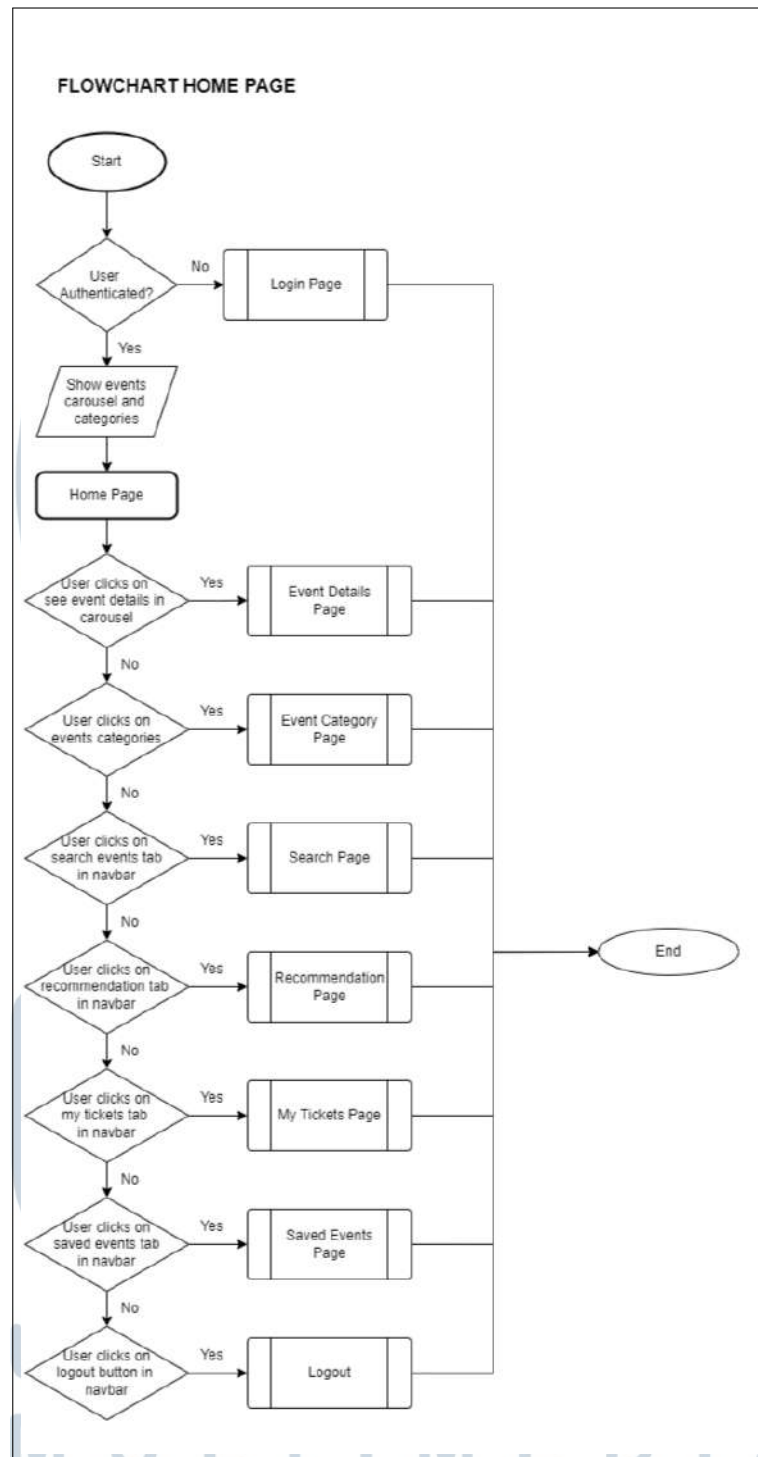 FLOWCHART HOME PAGE
Start
User
Authenticated?
No
Login Page
Yes
Show events
carousel and
categories
Home Page
User clicks on
see event details in
carousel
Yes
Event Details
Page
No
User clicks on
events categories
Yes
Event Category
Page
No
User clicks on
search events tab
in navbar
Yes
Search Page
No
End
User clicks on
recommendation tab
in navbar
Yes
Recommendation
Page
No
User clicks on
my tickets tab
in navbar
Yes
My Tickets Page
No
User clicks on
saved events tab
in navbar
Yes
Saved Events
Page
No
User clicks on
logout button in
navbar
Yes
Logout